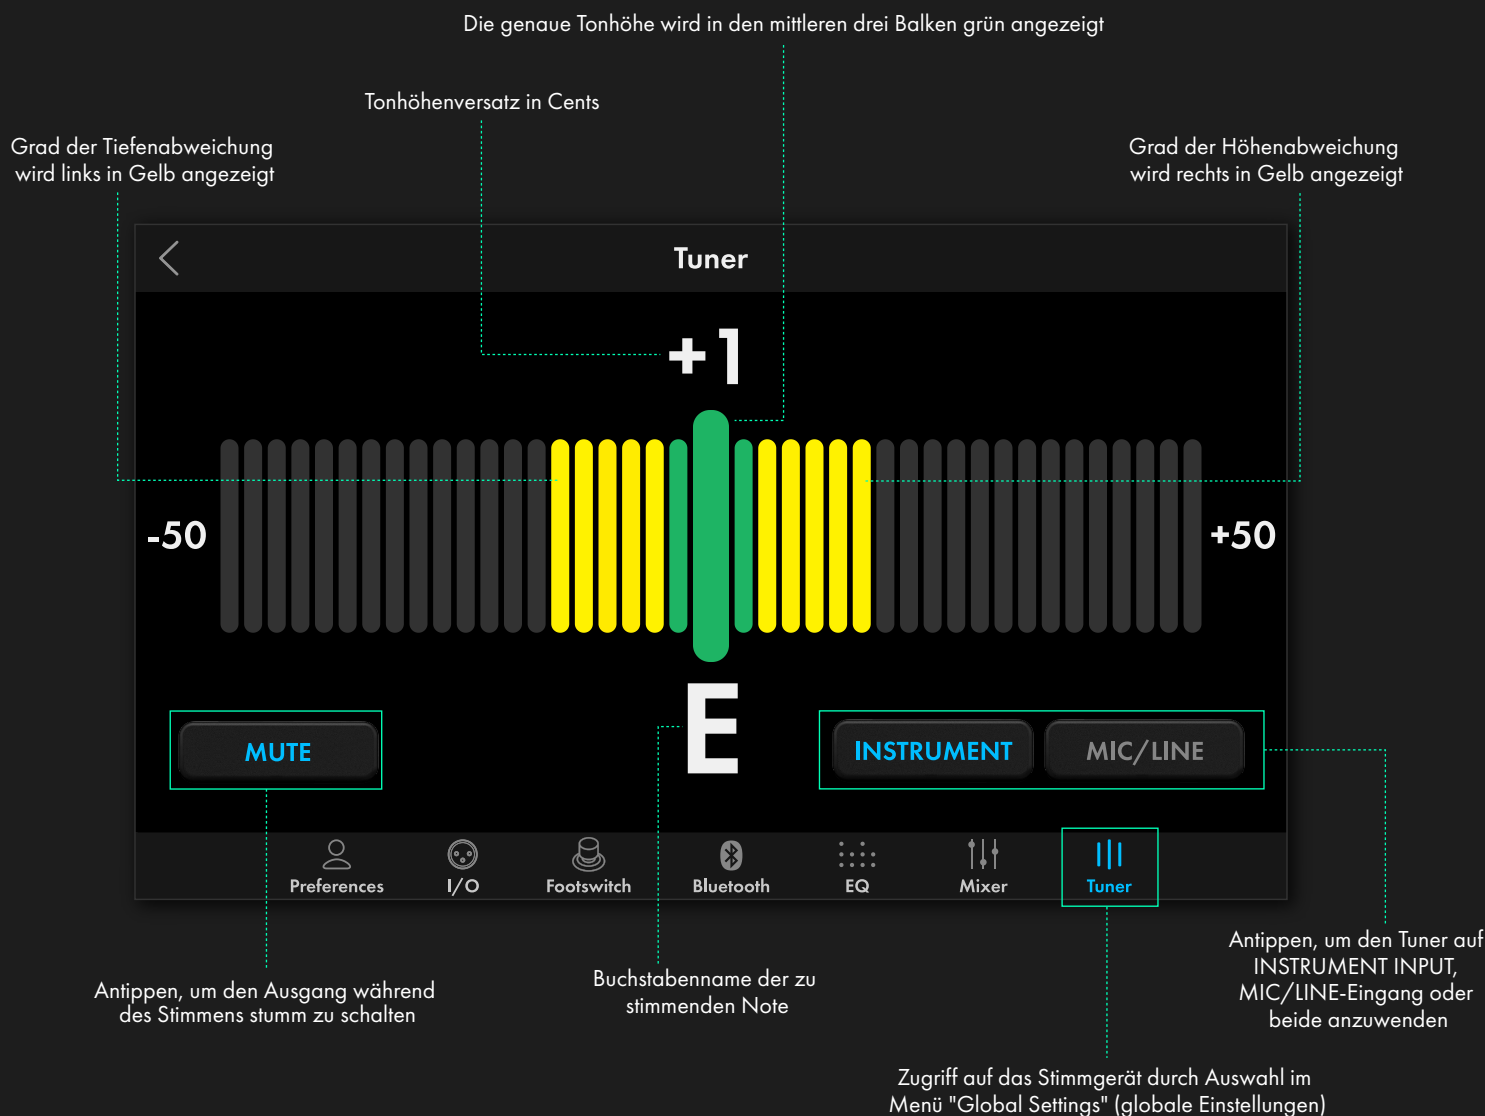 Die genaue Tonhöhe wird in den mittleren drei Balken grün angezeigt
Tonhöhenversatz in Cents
Grad der Tiefenabweichung
wird links in Gelb angezeigt
Grad der Höhenabweichung
wird rechts in Gelb angezeigt
Tuner
+1
-50
+50
E
MUTE
INSTRUMENT
MIC/LINE
Preferences
I/O
Footswitch
Bluetooth
EQ
Mixer
Tuner
Antippen, um den Ausgang während
des Stimmens stumm zu schalten
Buchstabenname der zu
stimmenden Note
Antippen, um den Tuner auf
INSTRUMENT INPUT,
MIC/LINE-Eingang oder
beide anzuwenden
Zugriff auf das Stimmgerät durch Auswahl im
Menü "Global Settings" (globale Einstellungen)